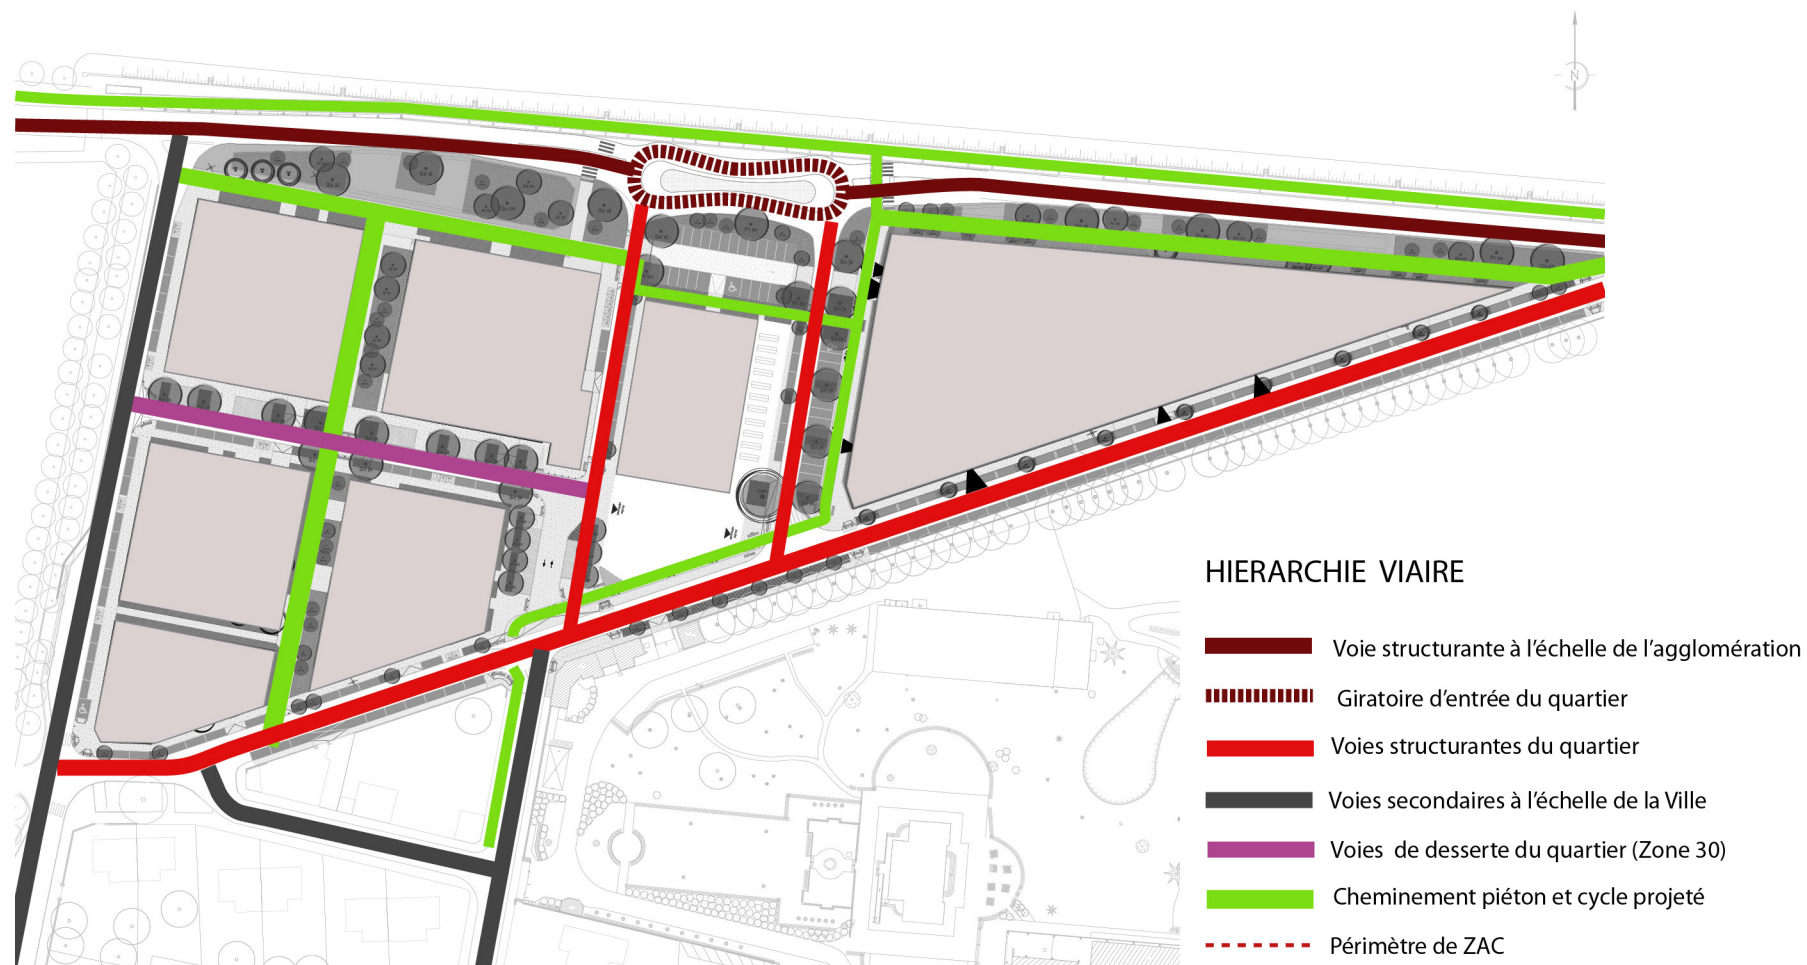 N
HIERARCHIE VIAIRE
Voie structurante à l'échelle de l'agglomération
Giratoire d'entrée du quartier
Voies structurantes du quartier
Voies secondaires à l'échelle de la Ville
Voies de desserte du quartier (Zone 30)
Cheminement piéton et cycle projeté
Périmètre de ZAC